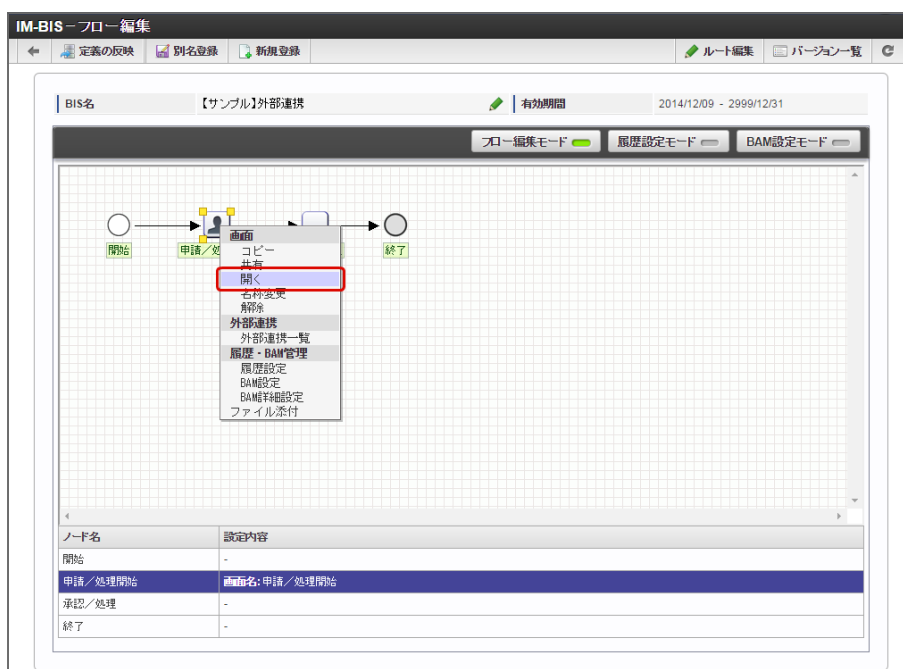 IM-BIS－フロー編集
定義の反映 別名登録 新規登録 ルート編集 バージョン一覧
BIS名 【サンプル】外部連携 有効期間 2014/12/09 - 2999/12/31
フロー編集モード 履歴設定モード BAM設定モード
開始 申請／処 終了
画面
コピー
共有
開く
名称変更
解除
外部連携
外部連携一覧
履歴・BAM管理
履歴設定
BAM設定
BAM詳細設定
ファイル添付
ノード名 設定内容
開始 -
申請／処理開始 画面名: 申請／処理開始
承認／処理 -
終了 -